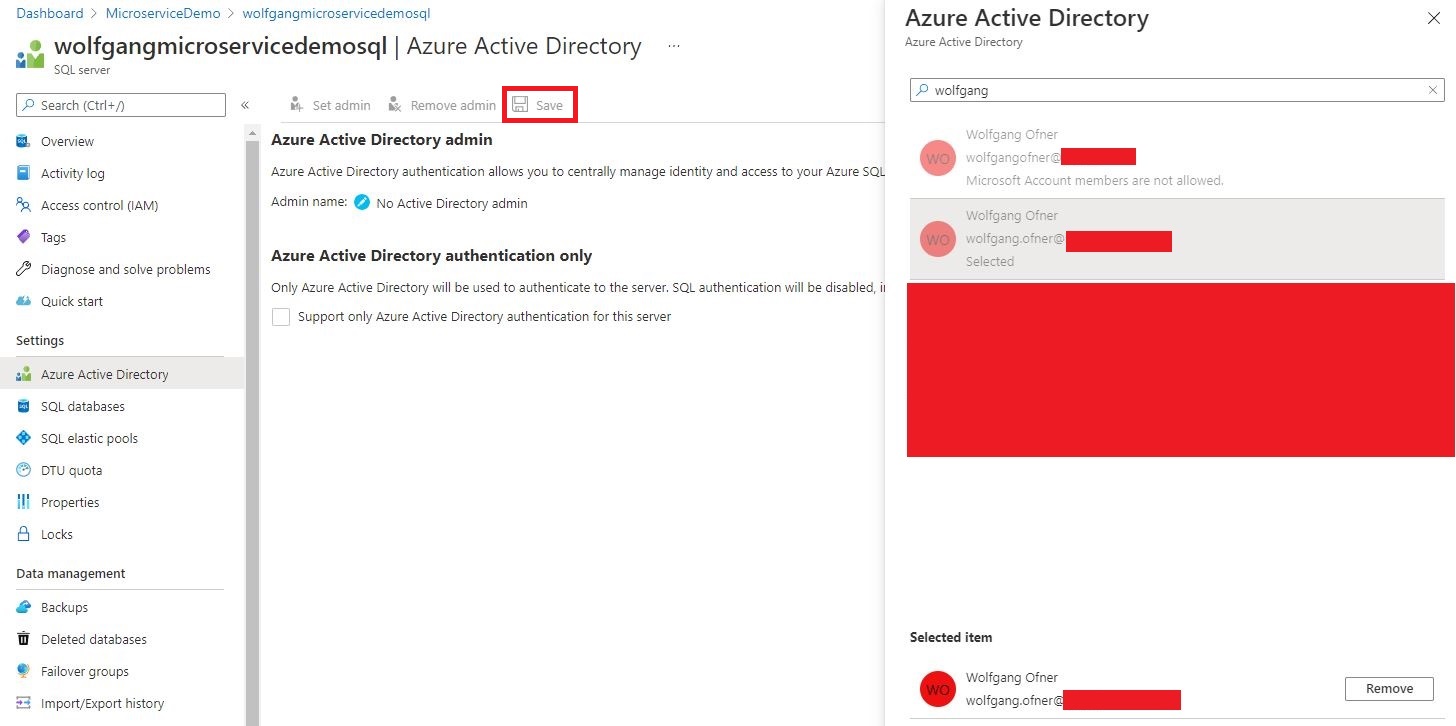 Dashboard > MicroserviceDemo > wolfgangmicroservicedemosql
wolfgangmicroservicedemosql | Azure Active Directory ...
SQL server
Search (Ctrl+/)
«
Overview
Activity log
Access control (IAM)
Tags
Diagnose and solve problems
Quick start
Settings
Azure Active Directory
SQL databases
SQL elastic pools
DTU quota
Properties
Locks
Data management
Backups
Deleted databases
Failover groups
Import/Export history
Set admin Remove admin Save
Azure Active Directory admin
Azure Active Directory authentication allows you to centrally manage identity and access to your Azure SQL
Admin name: No Active Directory admin
Azure Active Directory authentication only
Only Azure Active Directory will be used to authenticate to the server. SQL authentication will be disabled, i
Support only Azure Active Directory authentication for this server
Azure Active Directory
Azure Active Directory
wolfgang
WO
Wolfgang Ofner
wolfgangofner@
Microsoft Account members are not allowed.
WO
Wolfgang Ofner
wolfgang.ofner@
Selected
Selected item
WO
Wolfgang Ofner
wolfgang.ofner@
Remove